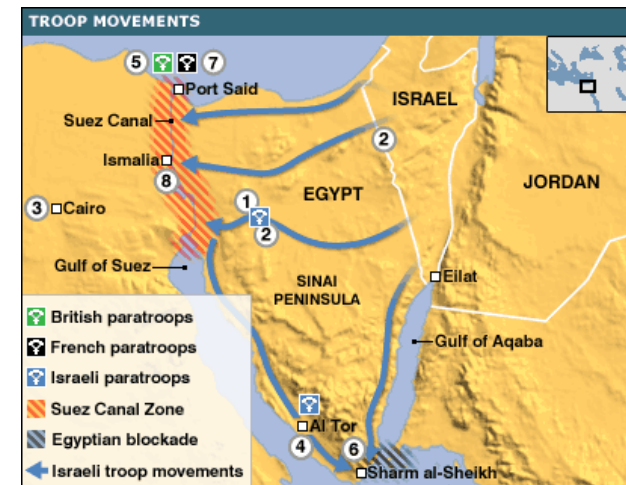 TROOP MOVEMENTS
5
7
Port Said
ISRAEL
Suez Canal
2
Ismalia
8
EGYPT
JORDAN
3
Cairo
1
2
Gulf of Suez
Eilat
SINAI
PENINSULA
British paratroops
French paratroops
Gulf of Aqaba
Israeli paratroops
Suez Canal Zone
Al Tor
Egyptian blockade
4
6
Israeli troop movements
Sharm al-Sheikh